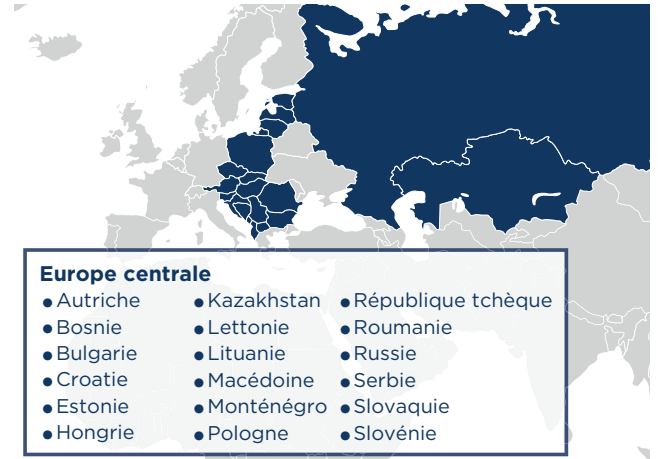 Europe centrale
• Autriche
• Bosnie
• Bulgarie
• Croatie
• Estonie
• Hongrie
• Kazakhstan
• Lettonie
• Lituanie
• Macédoine
• Monténégro
• Pologne
• République tchèque
• Roumanie
• Russie
• Serbie
• Slovaquie
• Slovénie